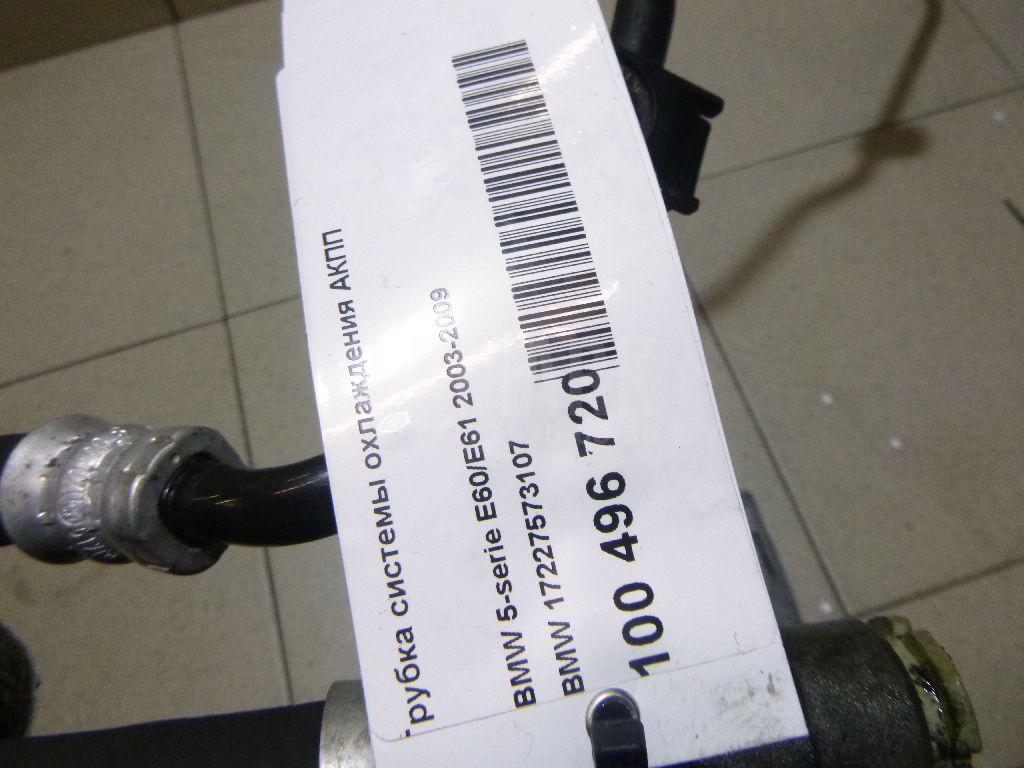 Трубка системы охлаждения АКПП
BMW 5-serie E60/E61 2003-2009
BMW 17227573107
100 496 720